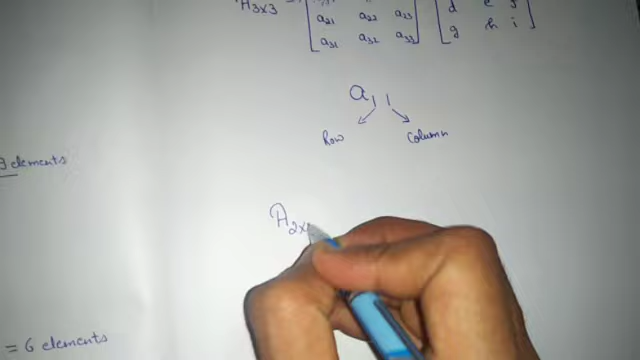 A3x3 =
a21 a22 a23 d e
a31 a32 a33 g h i
a11
Row Column
9 elements
A2x
= 6 elements